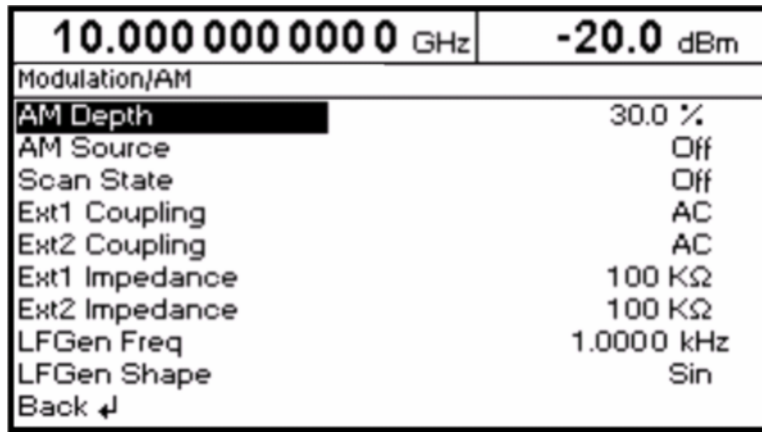 10.000 000 000 0 GHz -20.0 dBm
Modulation/AM
AM Depth 30.0 %
AM Source Off
Scan State Off
Ext1 Coupling AC
Ext2 Coupling AC
Ext1 Impedance 100 KΩ
Ext2 Impedance 100 KΩ
LFGen Freq 1.0000 kHz
LFGen Shape Sin
Back ↲